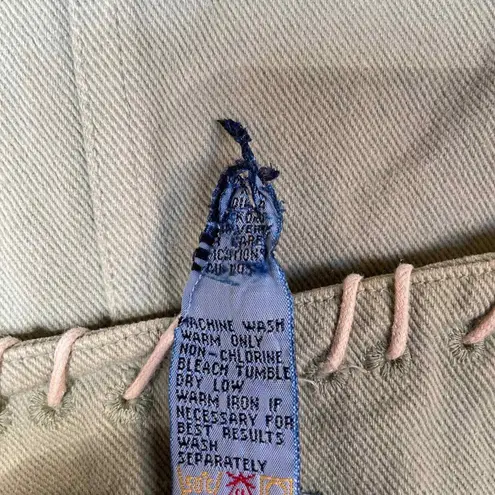 CARE
MACHINE WASH
WARM ONLY
NON-CHLORINE
BLEACH TUMBLE
DRY LOW
WARM IRON IF
NECESSARY FOR
BEST RESULTS
WASH
SEPARATELY